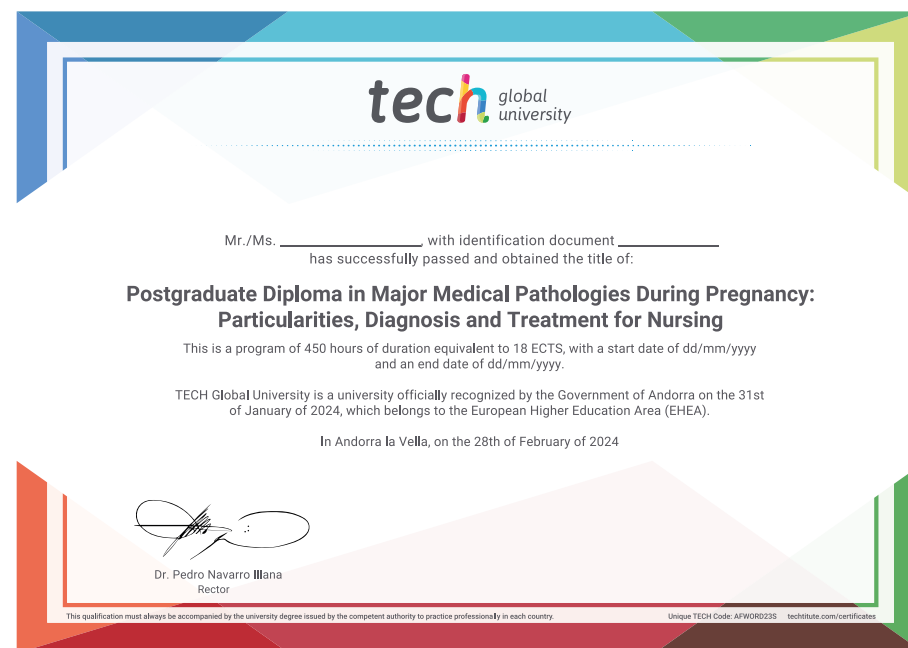 tech global university
Mr./Ms. ____________, with identification document ____________
has successfully passed and obtained the title of:
Postgraduate Diploma in Major Medical Pathologies During Pregnancy:
Particularities, Diagnosis and Treatment for Nursing
This is a program of 450 hours of duration equivalent to 18 ECTS, with a start date of dd/mm/yyyy
and an end date of dd/mm/yyyy.
TECH Global University is a university officially recognized by the Government of Andorra on the 31st
of January of 2024, which belongs to the European Higher Education Area (EHEA).
In Andorra la Vella, on the 28th of February of 2024
Dr. Pedro Navarro Illana
Rector
This qualification must always be accompanied by the university degree issued by the competent authority to practice professionally in each country.
Unique TECH Code: AFWORD23S techtitute.com/certificates